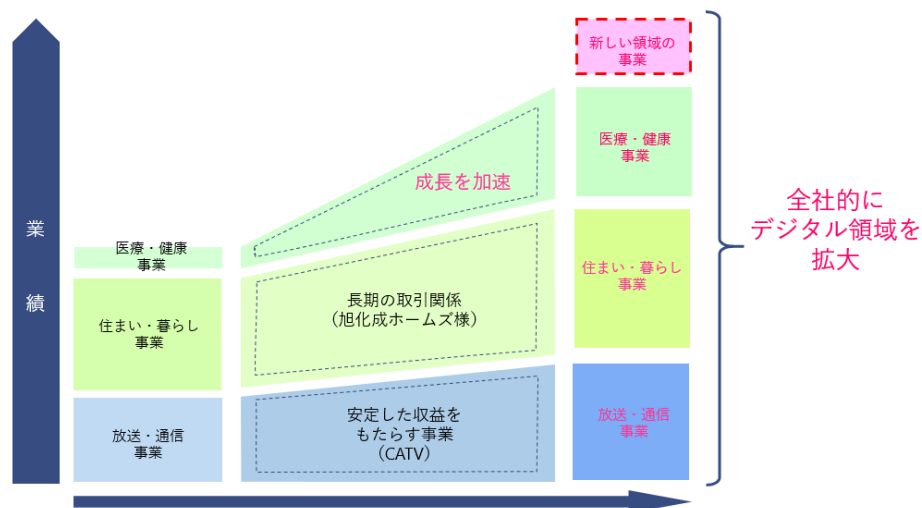 業
績
医療・健康
事業
住まい・暮らし
事業
放送・通信
事業
成長を加速
長期の取引関係
（旭化成ホームズ様）
安定した収益を
もたらす事業
（CATV）
新しい領域の
事業
医療・健康
事業
住まい・暮らし
事業
放送・通信
事業
全社的に
デジタル領域を
拡大